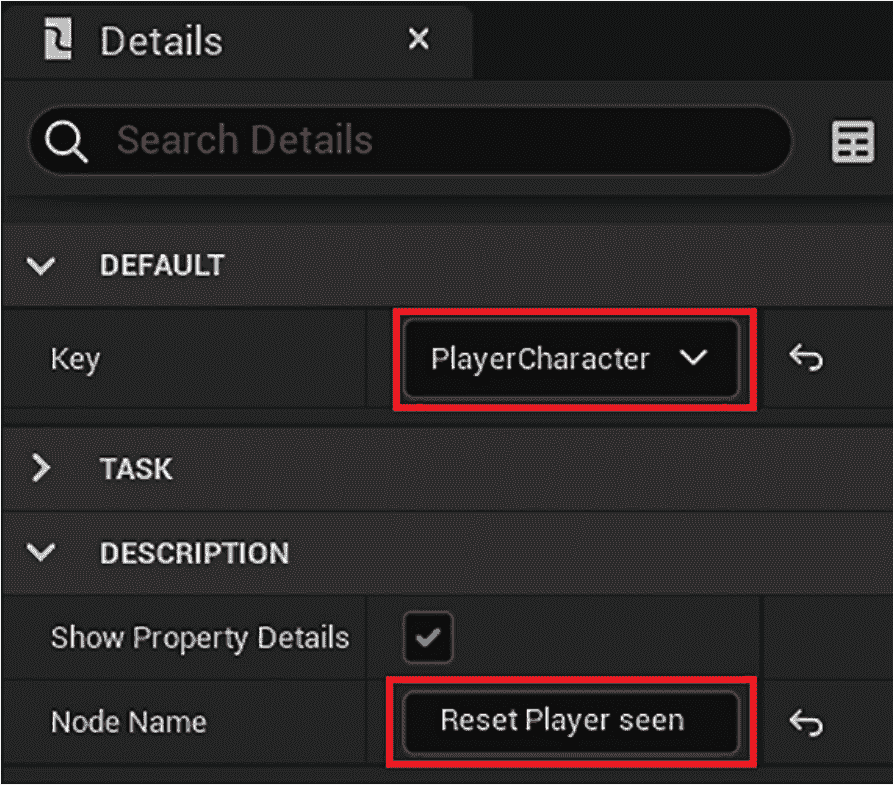 Details
Search Details
DEFAULT
Key PlayerCharacter
TASK
DESCRIPTION
Show Property Details
Node Name Reset Player seen